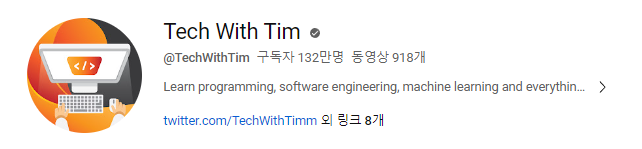 Tech With Tim
@TechWithTim 구독자 132만명 동영상 918개
Learn programming, software engineering, machine learning and everythin...
twitter.com/TechWithTimm 외 링크 8개